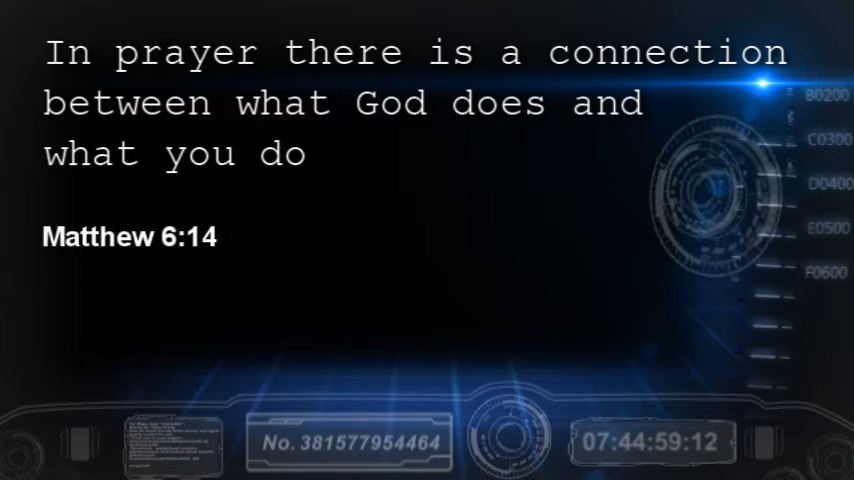 In prayer there is a connection
between what God does and
what you do
Matthew 6:14
B0200
C0300
D0400
E0500
F0600
No. 381577954464
07:44:59:12